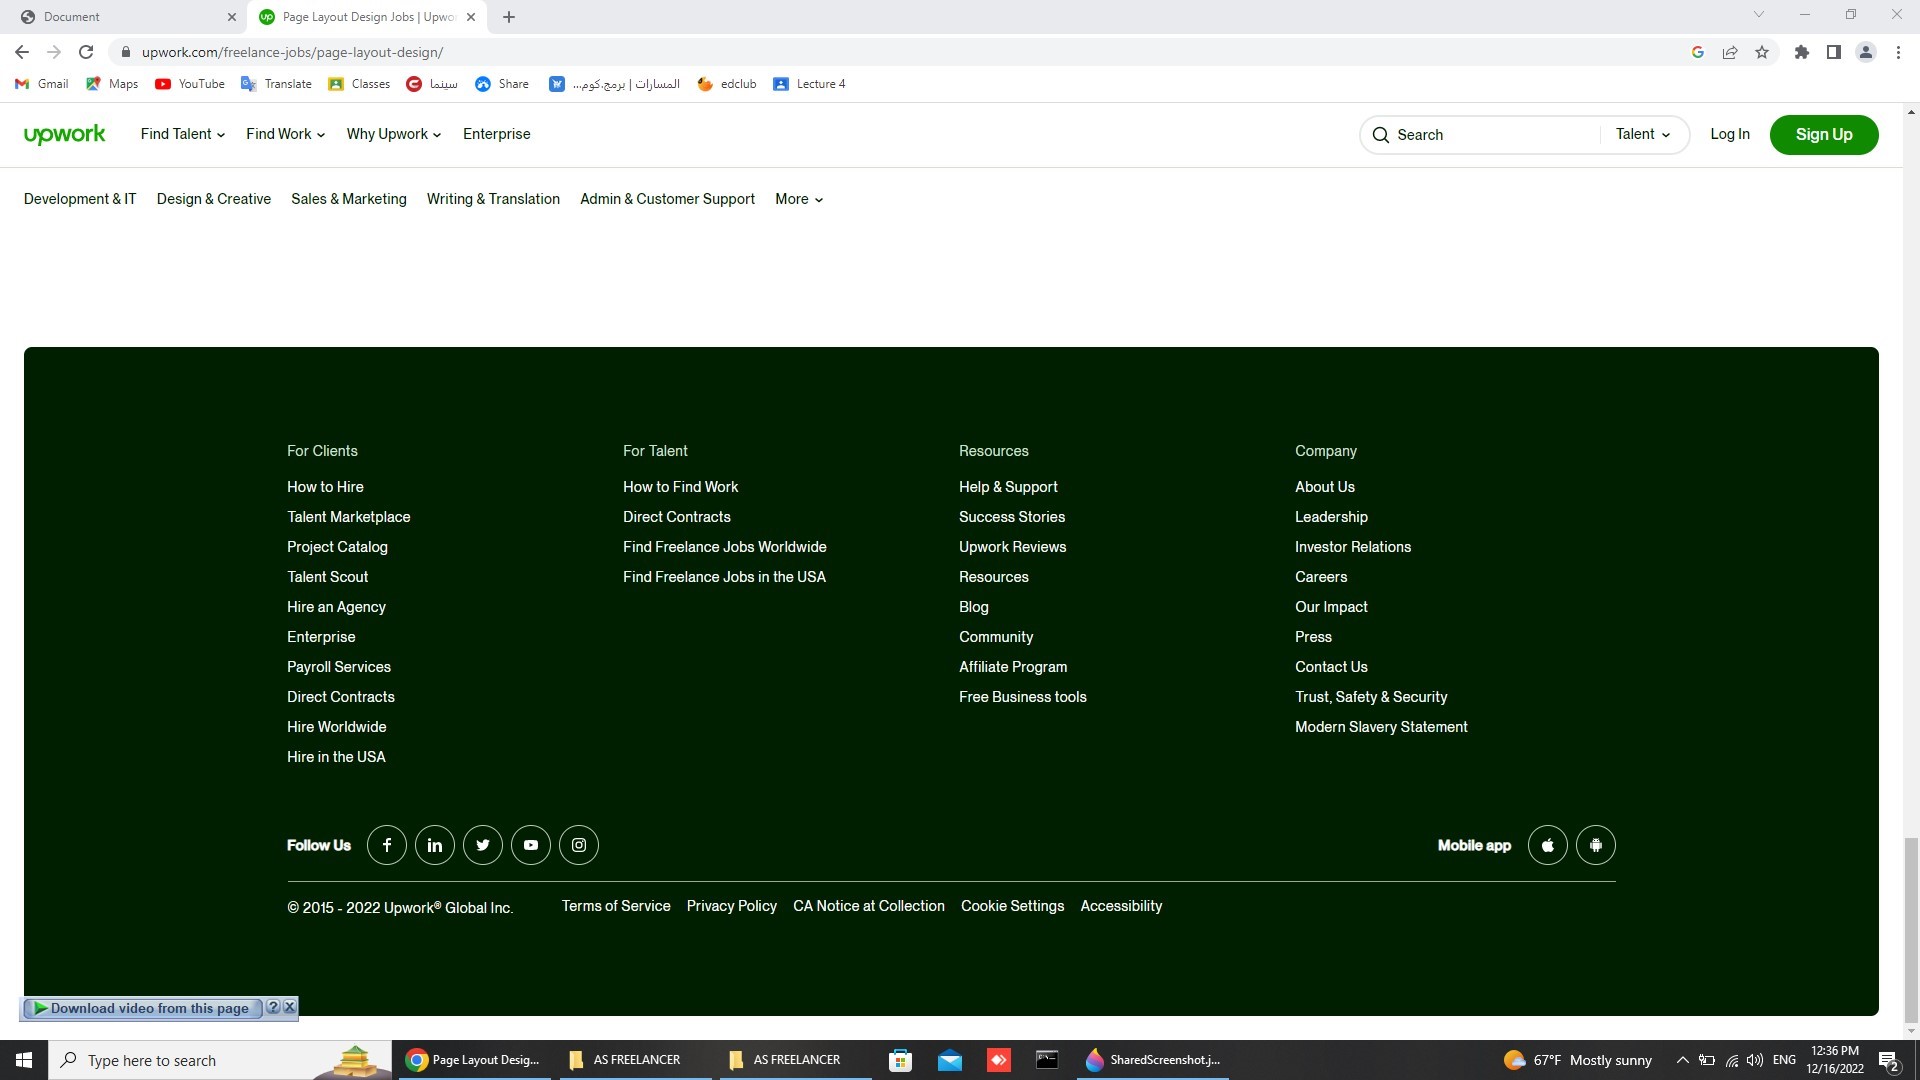 Document
Page Layout Design Jobs | Upwo
upwork.com/freelance-jobs/page-layout-design/
Gmail Maps YouTube Translate Classes سينما Share المسارات | برمج.كوم... edclub Lecture 4
upwork Find Talent Find Work Why Upwork Enterprise Search Talent Log In Sign Up
Development & IT Design & Creative Sales & Marketing Writing & Translation Admin & Customer Support More
For Clients
How to Hire
Talent Marketplace
Project Catalog
Talent Scout
Hire an Agency
Enterprise
Payroll Services
Direct Contracts
Hire Worldwide
Hire in the USA
For Talent
How to Find Work
Direct Contracts
Find Freelance Jobs Worldwide
Find Freelance Jobs in the USA
Resources
Help & Support
Success Stories
Upwork Reviews
Resources
Blog
Community
Affiliate Program
Free Business tools
Company
About Us
Leadership
Investor Relations
Careers
Our Impact
Press
Contact Us
Trust, Safety & Security
Modern Slavery Statement
Follow Us
Mobile app
© 2015 - 2022 Upwork® Global Inc. Terms of Service Privacy Policy CA Notice at Collection Cookie Settings Accessibility
Download video from this page
Type here to search Page Layout Desig... AS FREELANCER AS FREELANCER SharedScreenshot.j... 67°F Mostly sunny ENG
12:36 PM
12/16/2022
2